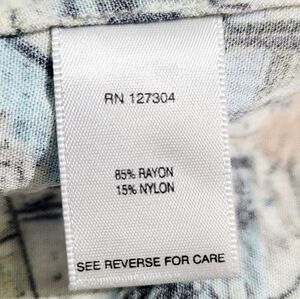 RN 127304
85% RAYON
15% NYLON
SEE REVERSE FOR CARE